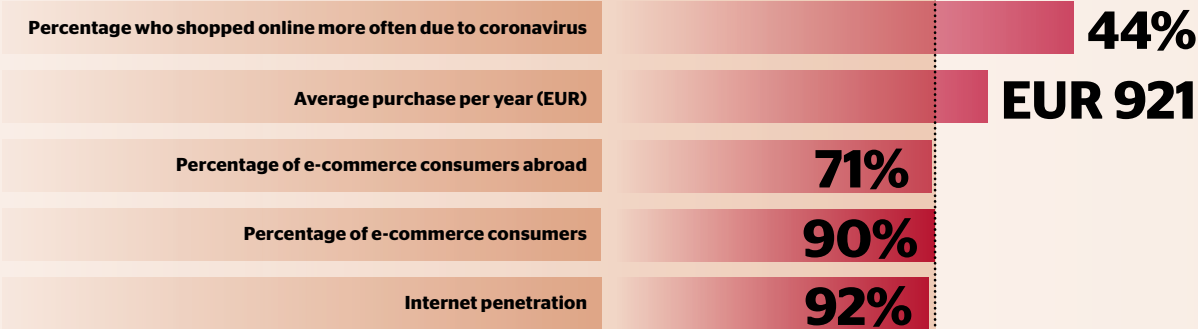 Percentage who shopped online more often due to coronavirus 44%
Average purchase per year (EUR) EUR 921
Percentage of e-commerce consumers abroad 71%
Percentage of e-commerce consumers 90%
Internet penetration 92%